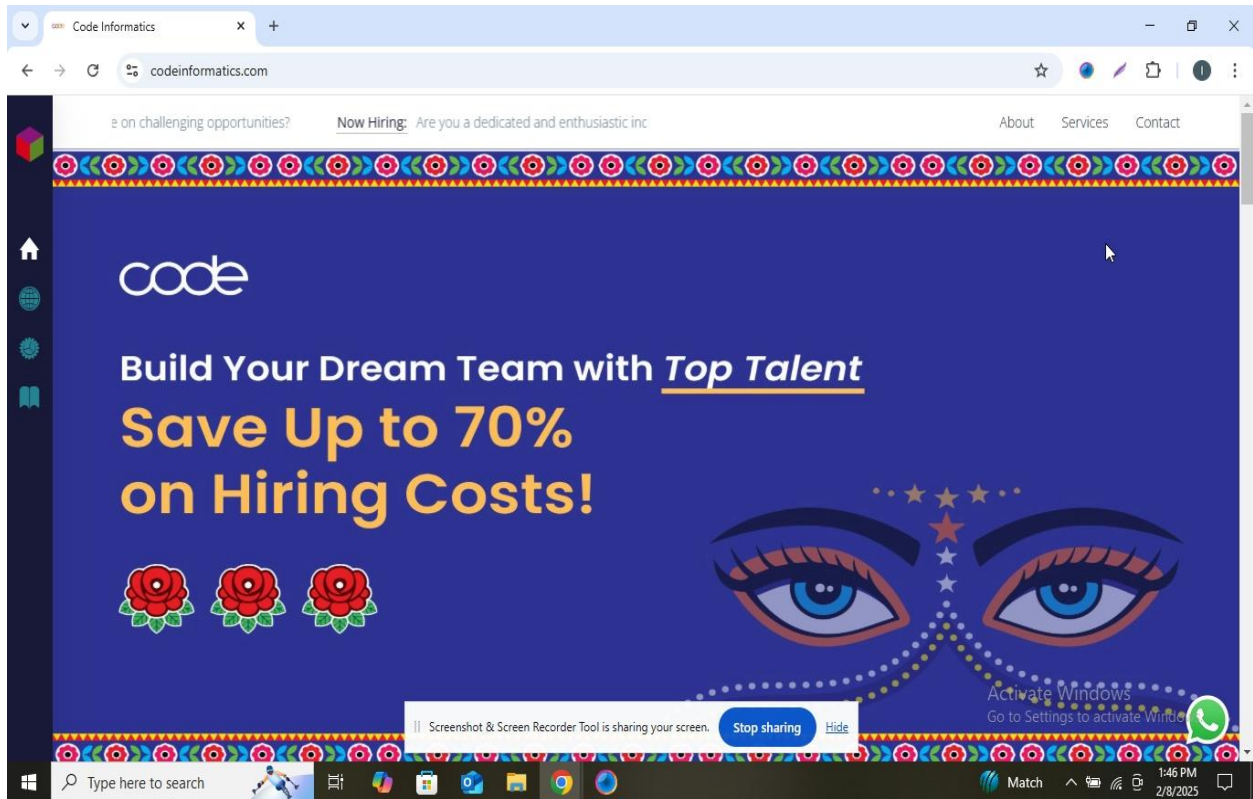 Code Informatics
codeinformatics.com
e on challenging opportunities? Now Hiring: Are you a dedicated and enthusiastic inc
About Services Contact
code
Build Your Dream Team with Top Talent
Save Up to 70%
on Hiring Costs!
Activate Windows
Go to Settings to activate Windo
Screenshot & Screen Recorder Tool is sharing your screen. Stop sharing Hide
Type here to search
Match
1:46 PM
2/8/2025